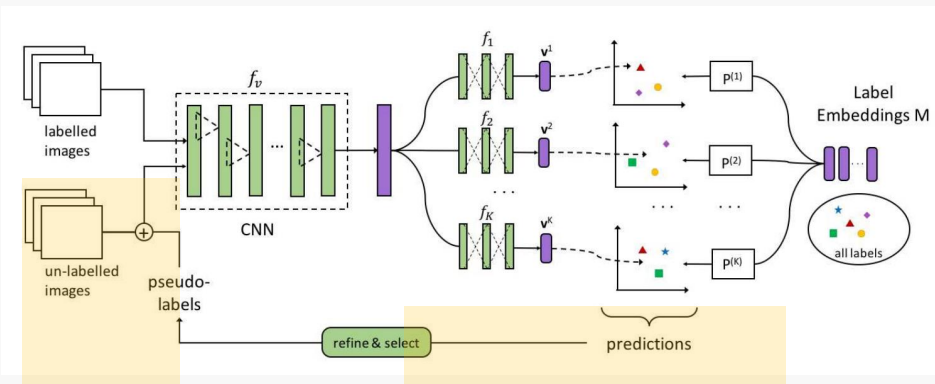 labelled
images
un-labelled
images
pseudo-
labels
f_v
...
CNN
f_1
v^1
f_2
v^2
...
f_K
v^K
P^(1)
P^(2)
... ...
P^(K)
Label
Embeddings M
...
all labels
refine & select
predictions